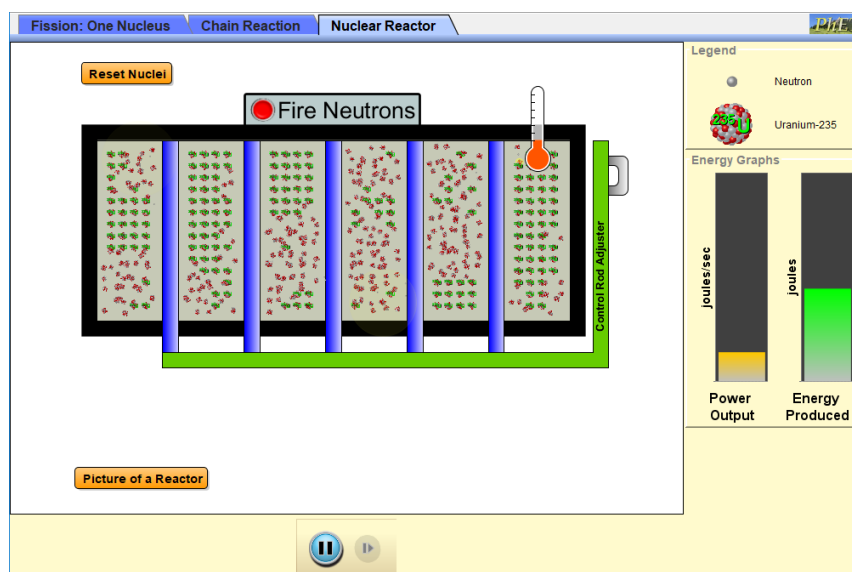 Fission: One Nucleus
Chain Reaction
Nuclear Reactor
PhET
Reset Nuclei
Fire Neutrons
Control Rod Adjuster
Picture of a Reactor
Legend
Neutron
235
U
Uranium-235
Energy Graphs
joules/sec
joules
Power
Output
Energy
Produced